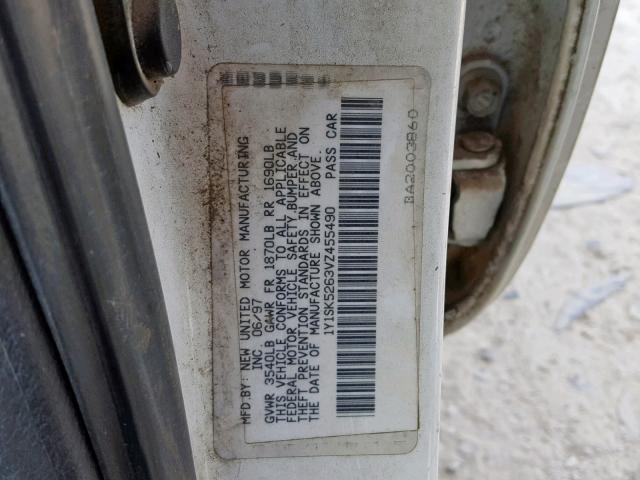 MFD BY: NEW UNITED MOTOR MANUFACTURING
INC 06/97
GVWR 3540LB GAWR FR 1870LB RR 1690LB
THIS VEHICLE CONFORMS TO ALL APPLICABLE
FEDERAL MOTOR VEHICLE SAFETY,BUMPER,AND
THEFT PREVENTION STANDARDS IN EFFECT ON
THE DATE OF MANUFACTURE SHOWN ABOVE.
1Y1SK5263VZ455490 PASS CAR
BA2003860